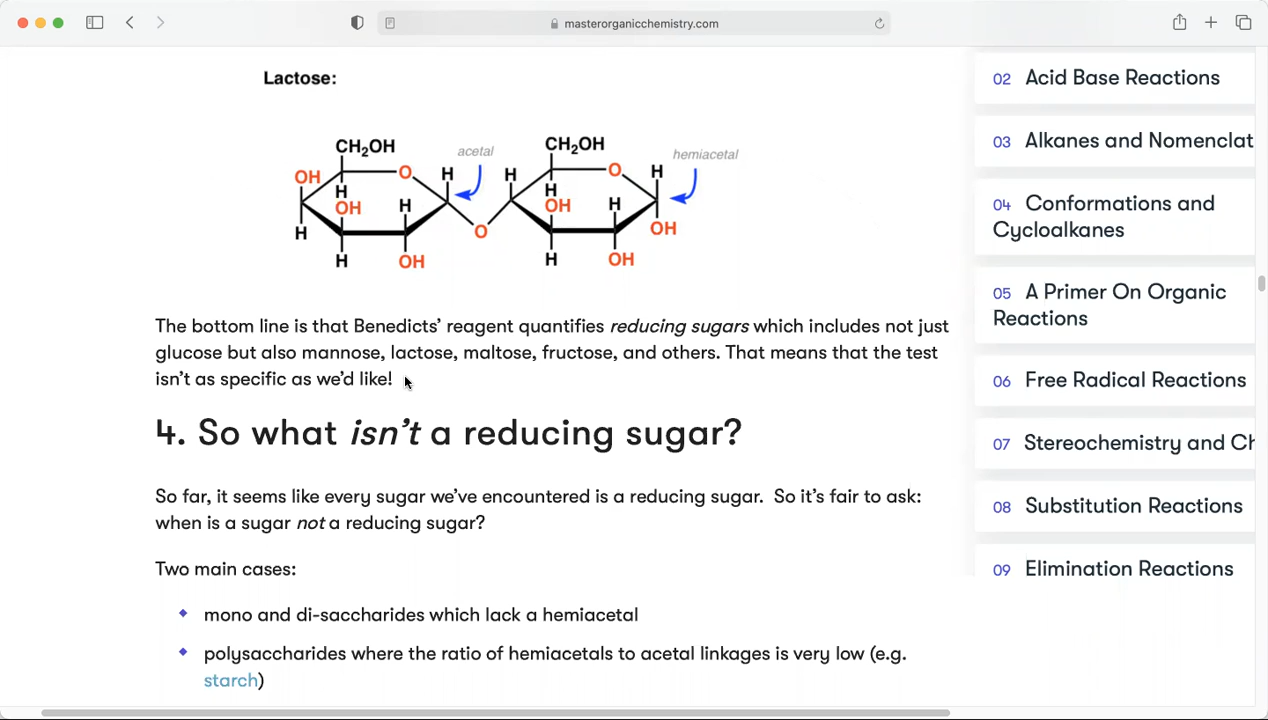 masterorganicchemistry.com
Lactose:
CH₂OH
CH₂OH
acetal
hemiacetal
OH
O
H
H
O
H
H
H
OH
H
OH
H
H
O
OH
H
H
OH
H
OH
The bottom line is that Benedicts’ reagent quantifies reducing sugars which includes not just
glucose but also mannose, lactose, maltose, fructose, and others. That means that the test
isn’t as specific as we’d like!
4. So what isn’t a reducing sugar?
So far, it seems like every sugar we’ve encountered is a reducing sugar. So it’s fair to ask:
when is a sugar not a reducing sugar?
Two main cases:
mono and di-saccharides which lack a hemiacetal
polysaccharides where the ratio of hemiacetals to acetal linkages is very low (e.g.
starch)
02 Acid Base Reactions
03 Alkanes and Nomenclat
04 Conformations and
Cycloalkanes
05 A Primer On Organic
Reactions
06 Free Radical Reactions
07 Stereochemistry and Ch
08 Substitution Reactions
09 Elimination Reactions